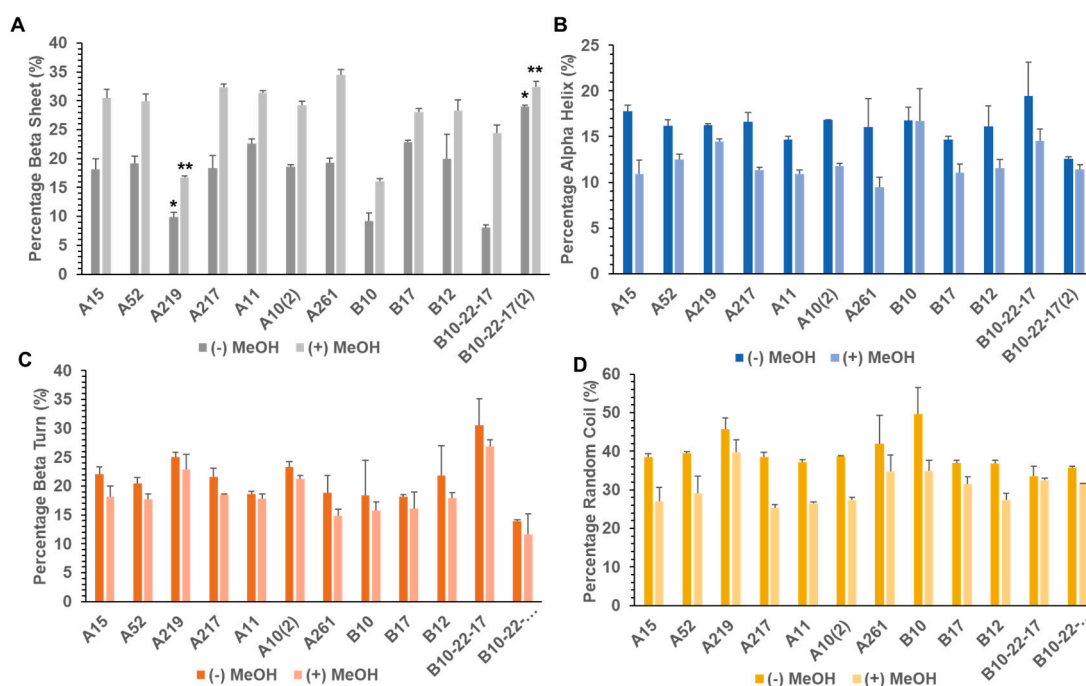 A
Percentage Beta Sheet (%)
40
35
30
25
20
15
10
5
0
* ** * **
A15 A52 A219 A217 A11 A10(2) A261 B10 B17 B12 B10-22-17 B10-22-17(2)
(-) MeOH (+) MeOH
B
Percentage Alpha Helix (%)
25
20
15
10
5
0
A15 A52 A219 A217 A11 A10(2) A261 B10 B17 B12 B10-22-17 B10-22-17(2)
(-) MeOH (+) MeOH
C
Percentage Beta Turn (%)
40
35
30
25
20
15
10
5
0
A15 A52 A219 A217 A11 A10(2) A261 B10 B17 B12 B10-22-17 B10-22-...
(-) MeOH (+) MeOH
D
Percentage Random Coil (%)
60
50
40
30
20
10
0
A15 A52 A219 A217 A11 A10(2) A261 B10 B17 B12 B10-22-17 B10-22-...
(-) MeOH (+) MeOH